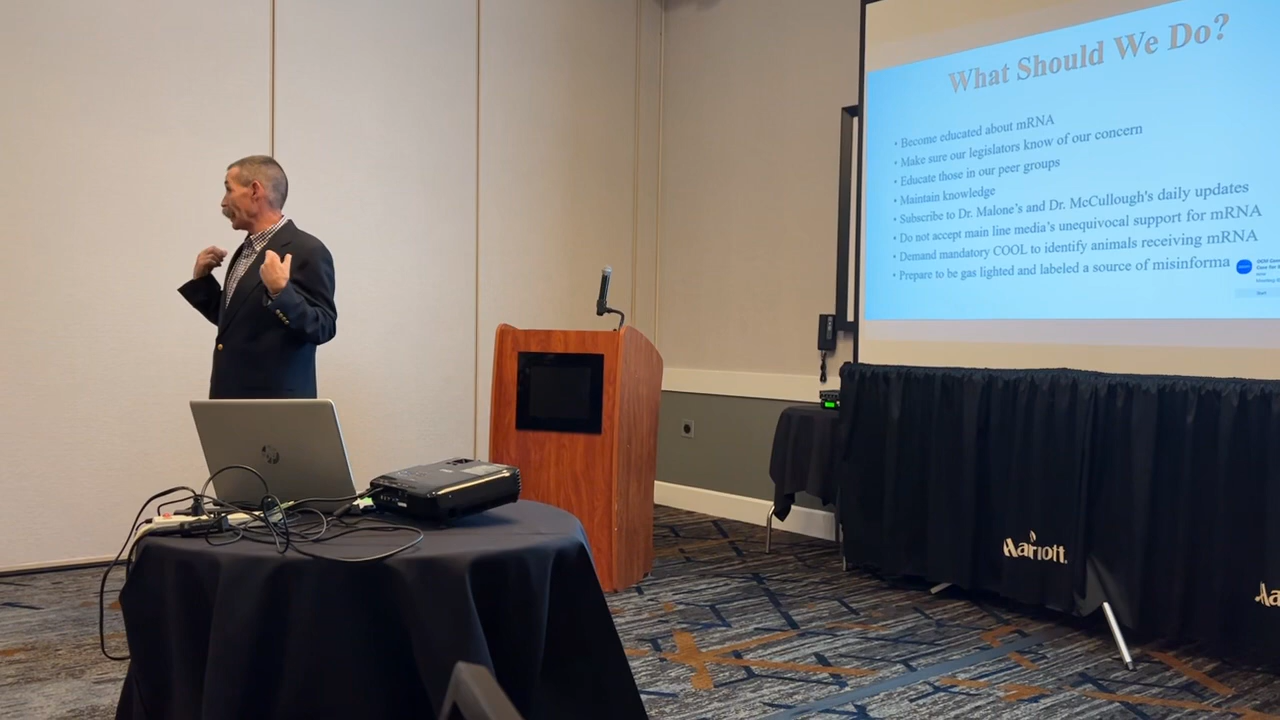 What Should We Do?
• Become educated about mRNA
• Make sure our legislators know of our concern
• Educate those in our peer groups
• Maintain knowledge
• Subscribe to Dr. Malone's and Dr. McCullough's daily updates
• Do not accept main line media's unequivocal support for mRNA
• Demand mandatory COOL to identify animals receiving mRNA
• Prepare to be gas lighted and labeled a source of misinforma
hp
Marriott